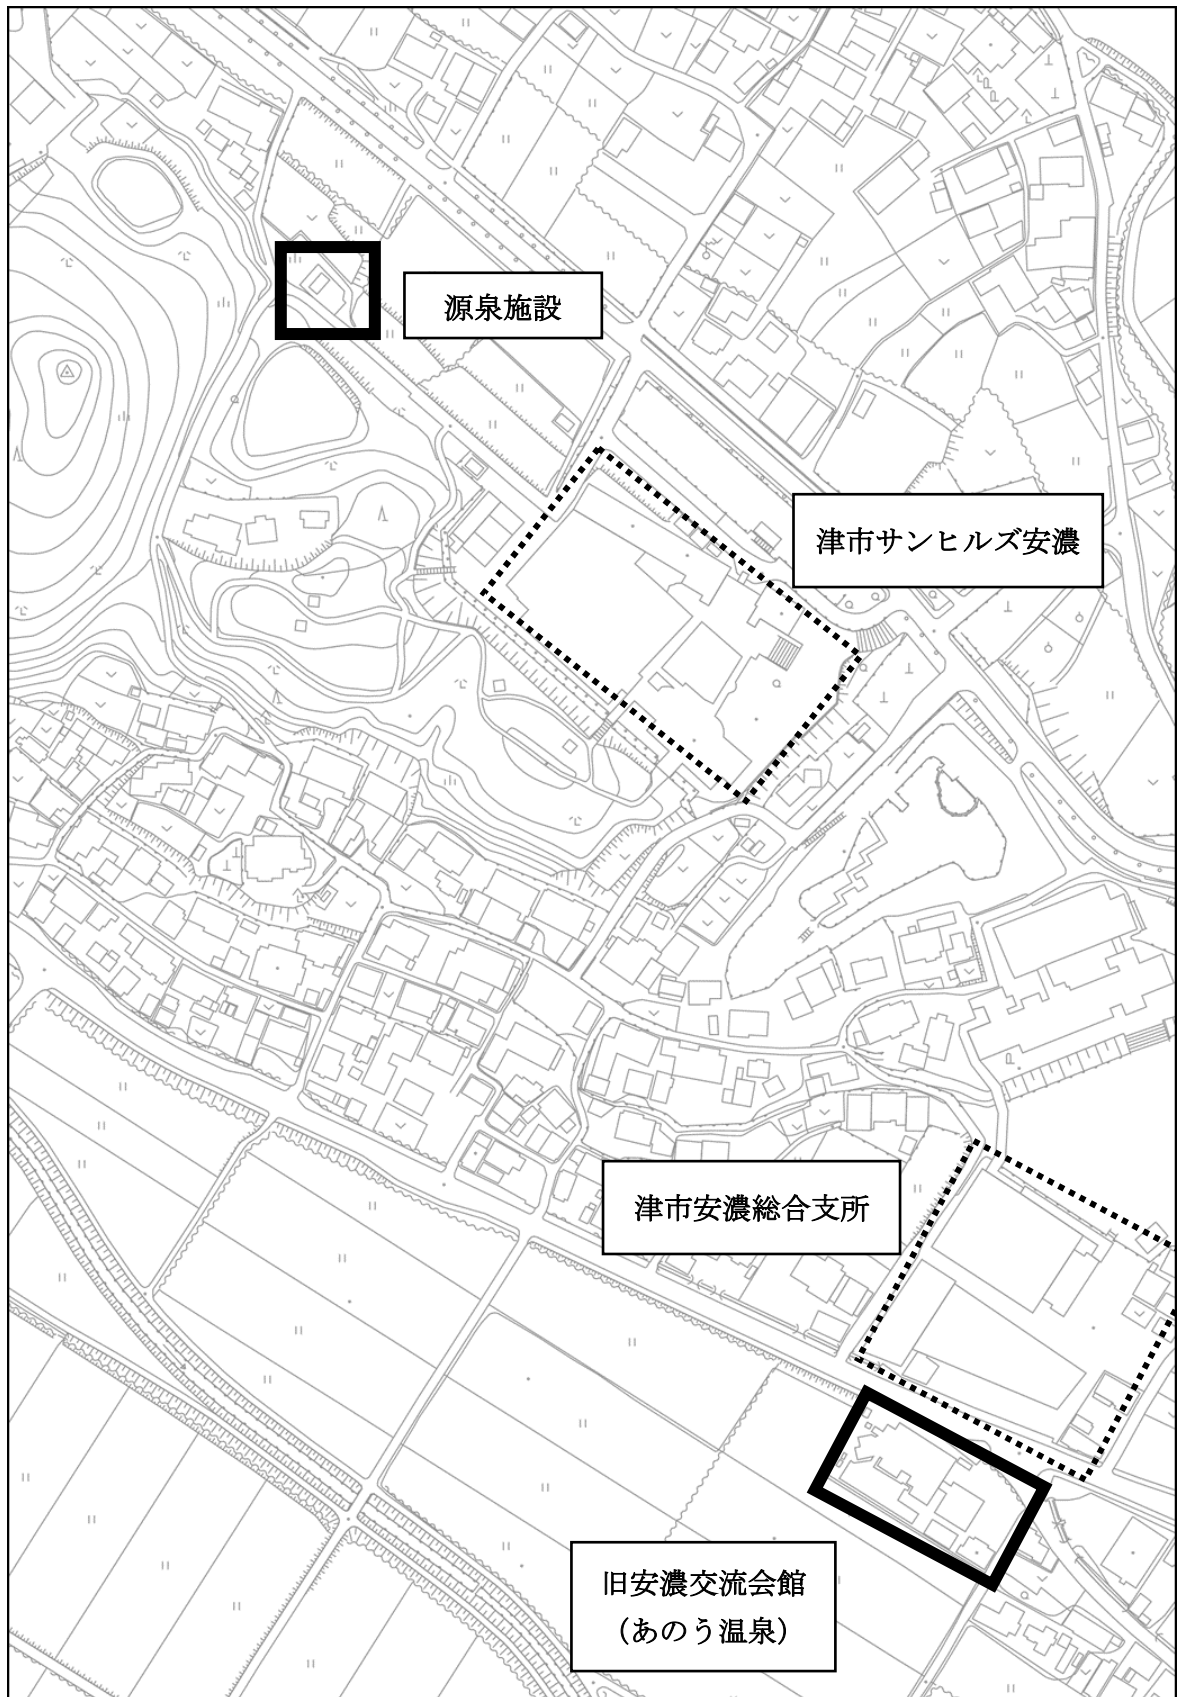 源泉施設
津市サンヒルズ安濃
津市安濃総合支所
旧安濃交流会館
（あのう温泉）